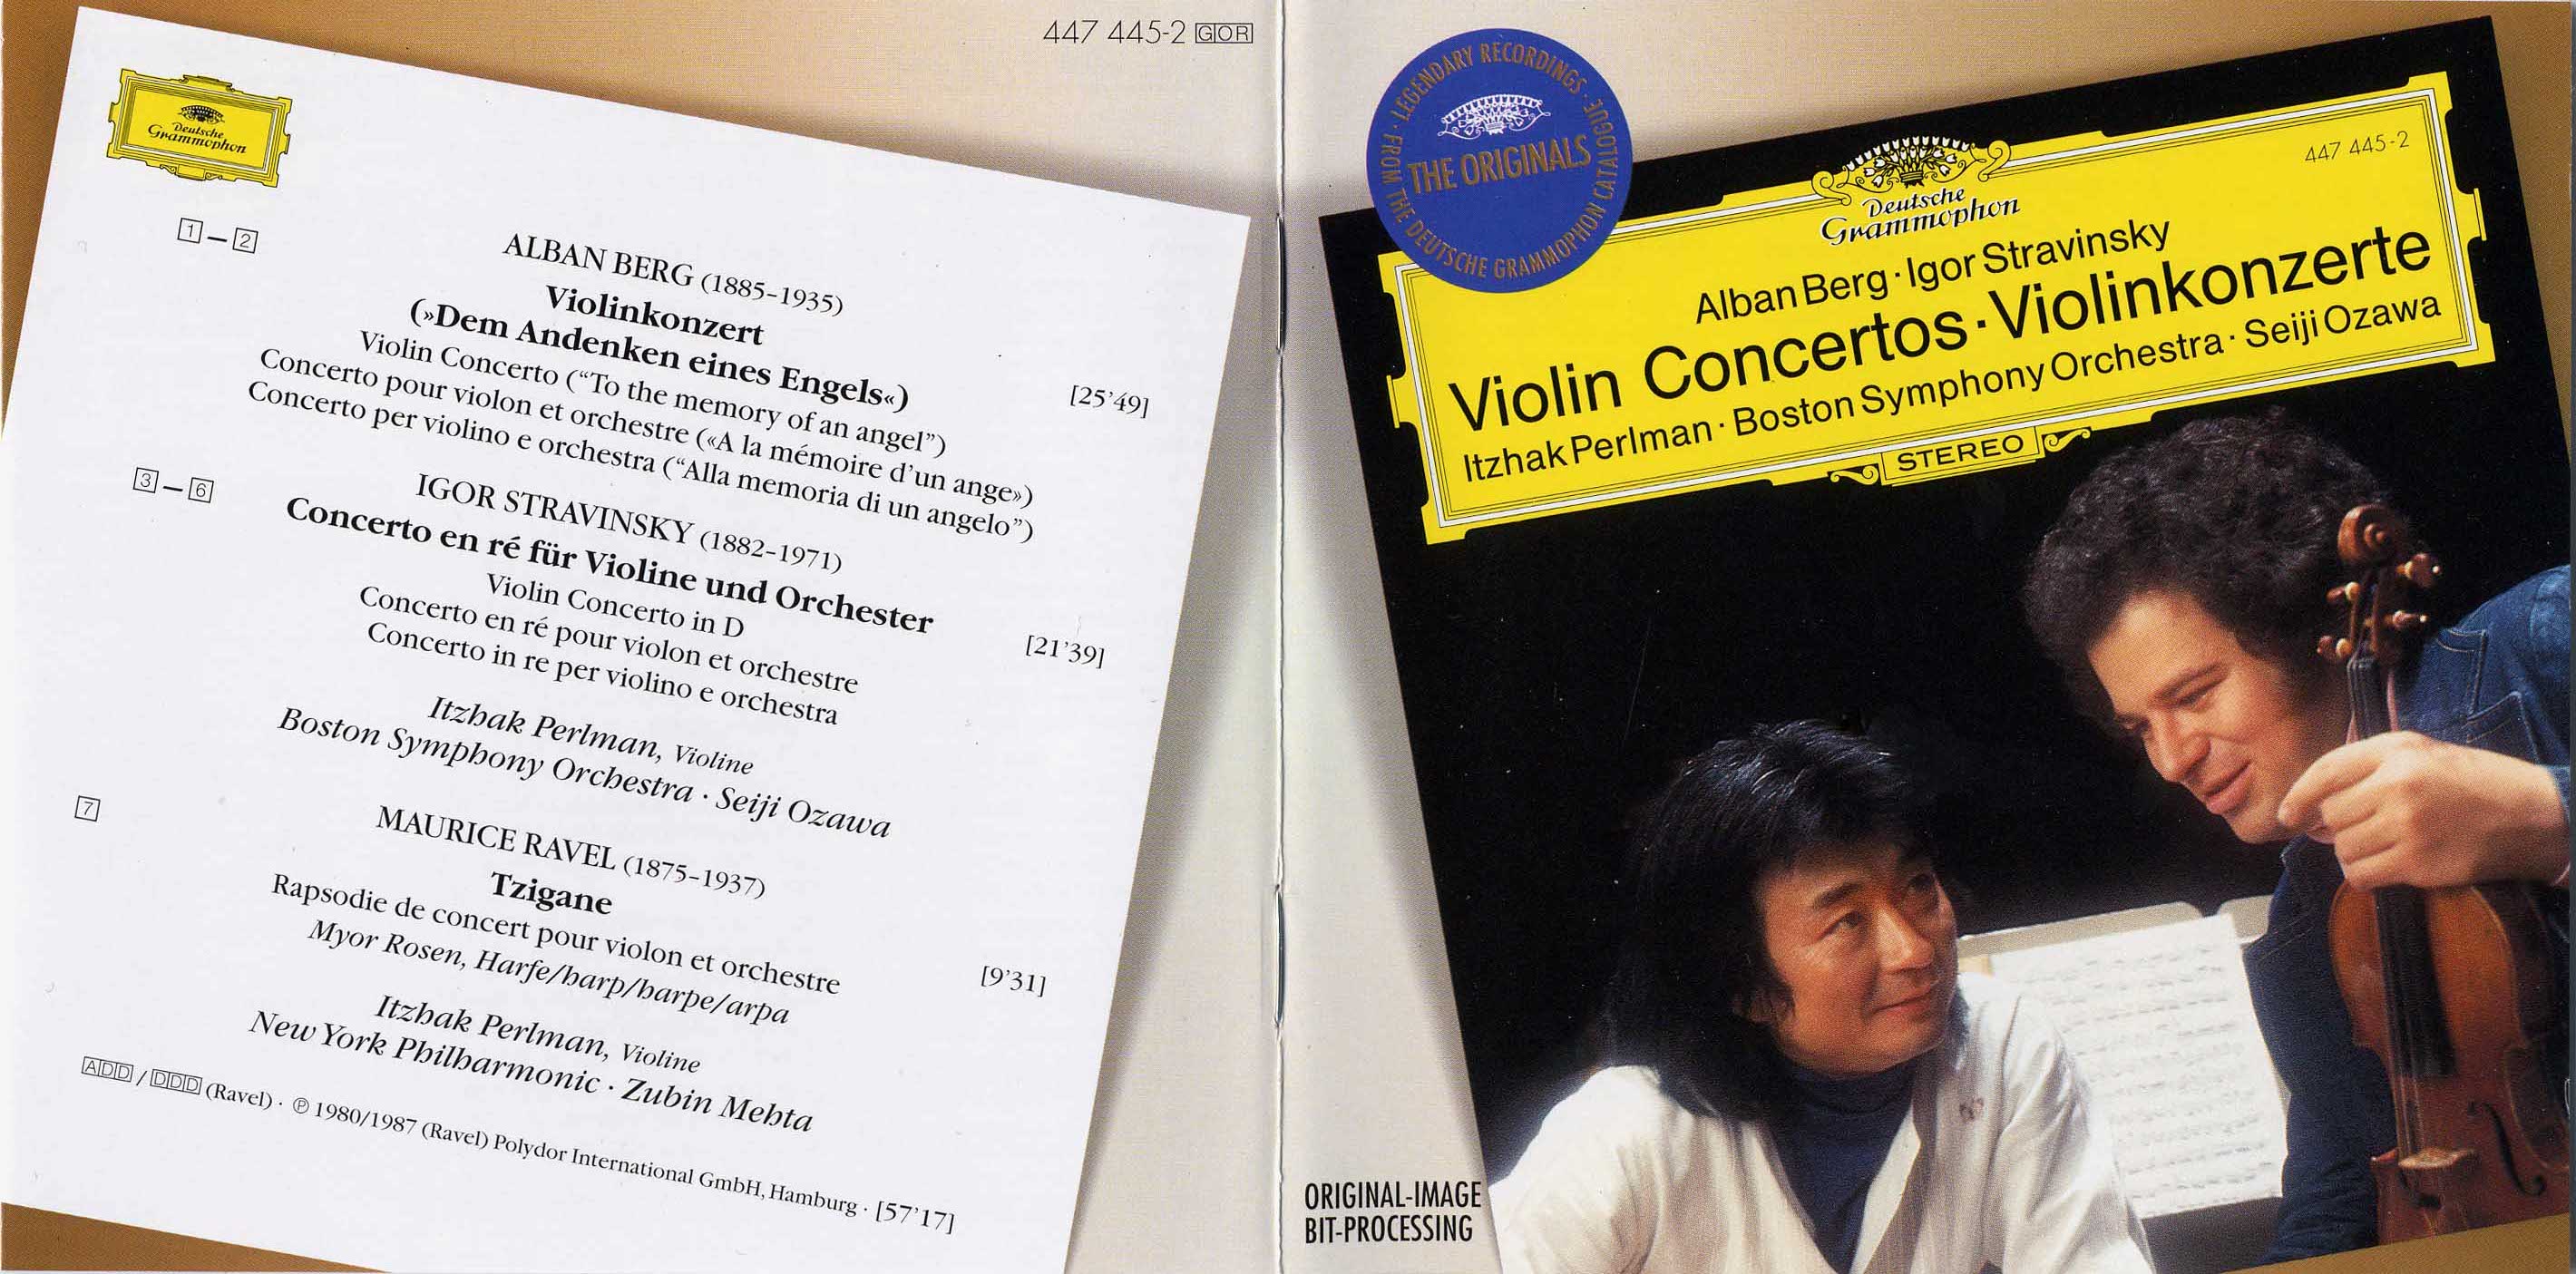 447 445-2 GOR
Deutsche
Grammophon
1 – 2
ALBAN BERG (1885–1935)
Violinkonzert
(»Dem Andenken eines Engels«)
Violin Concerto (“To the memory of an angel”)
[25’49]
Concerto pour violon et orchestre («A la mémoire d’un ange»)
Concerto per violino e orchestra (“Alla memoria di un angelo”)
3 – 6
IGOR STRAVINSKY (1882–1971)
Concerto en ré für Violine und Orchester
Violin Concerto in D
[21’39]
Concerto en ré pour violon et orchestre
Concerto in re per violino e orchestra
Itzhak Perlman, Violine
Boston Symphony Orchestra · Seiji Ozawa
7
MAURICE RAVEL (1875–1937)
Tzigane
Rapsodie de concert pour violon et orchestre
[9’31]
Myor Rosen, Harfe/harp/harpe/arpa
Itzhak Perlman, Violine
New York Philharmonic · Zubin Mehta
ADD / DDD (Ravel) · ℗ 1980/1987 (Ravel) Polydor International GmbH, Hamburg · [57’17]
LEGENDARY RECORDINGS · FROM THE DEUTSCHE GRAMMOPHON CATALOGUE ·
THE ORIGINALS
447 445-2
Deutsche
Grammophon
Alban Berg · Igor Stravinsky
Violin Concertos · Violinkonzerte
Itzhak Perlman · Boston Symphony Orchestra · Seiji Ozawa
STEREO
ORIGINAL-IMAGE
BIT-PROCESSING